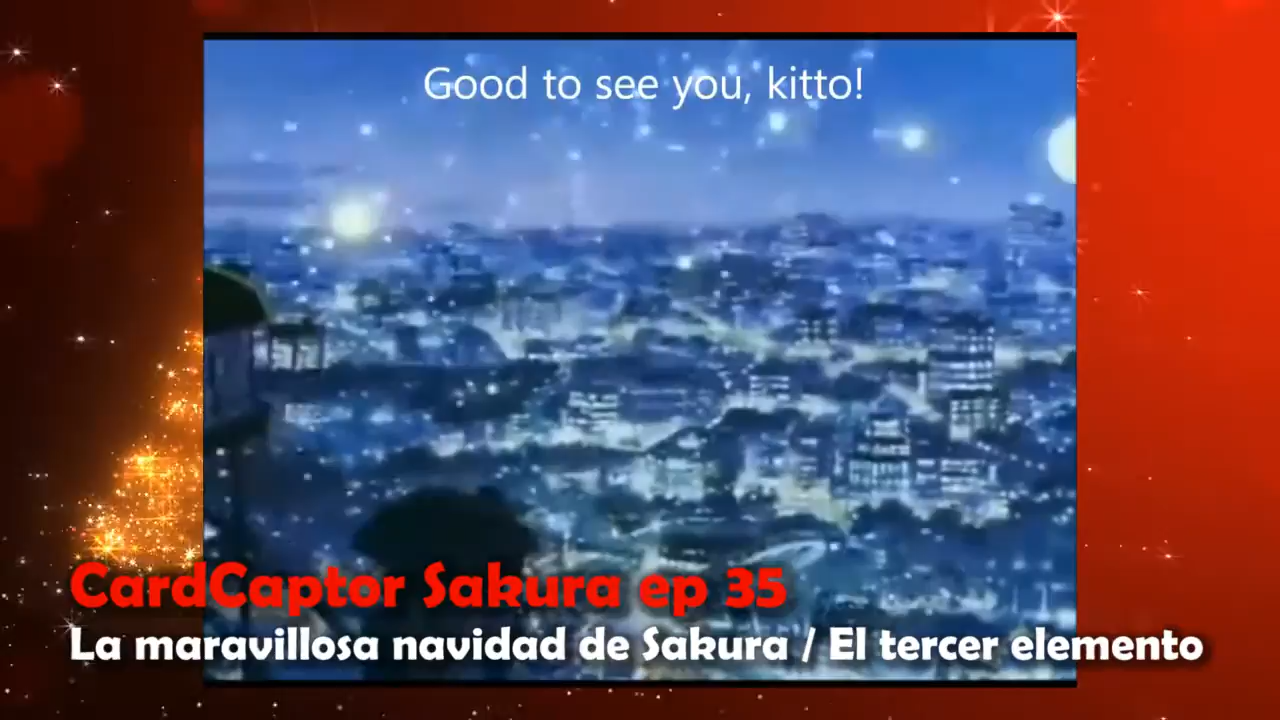 Good to see you, kitto!
CardCaptor Sakura ep 35
La maravillosa navidad de Sakura / El tercer elemento